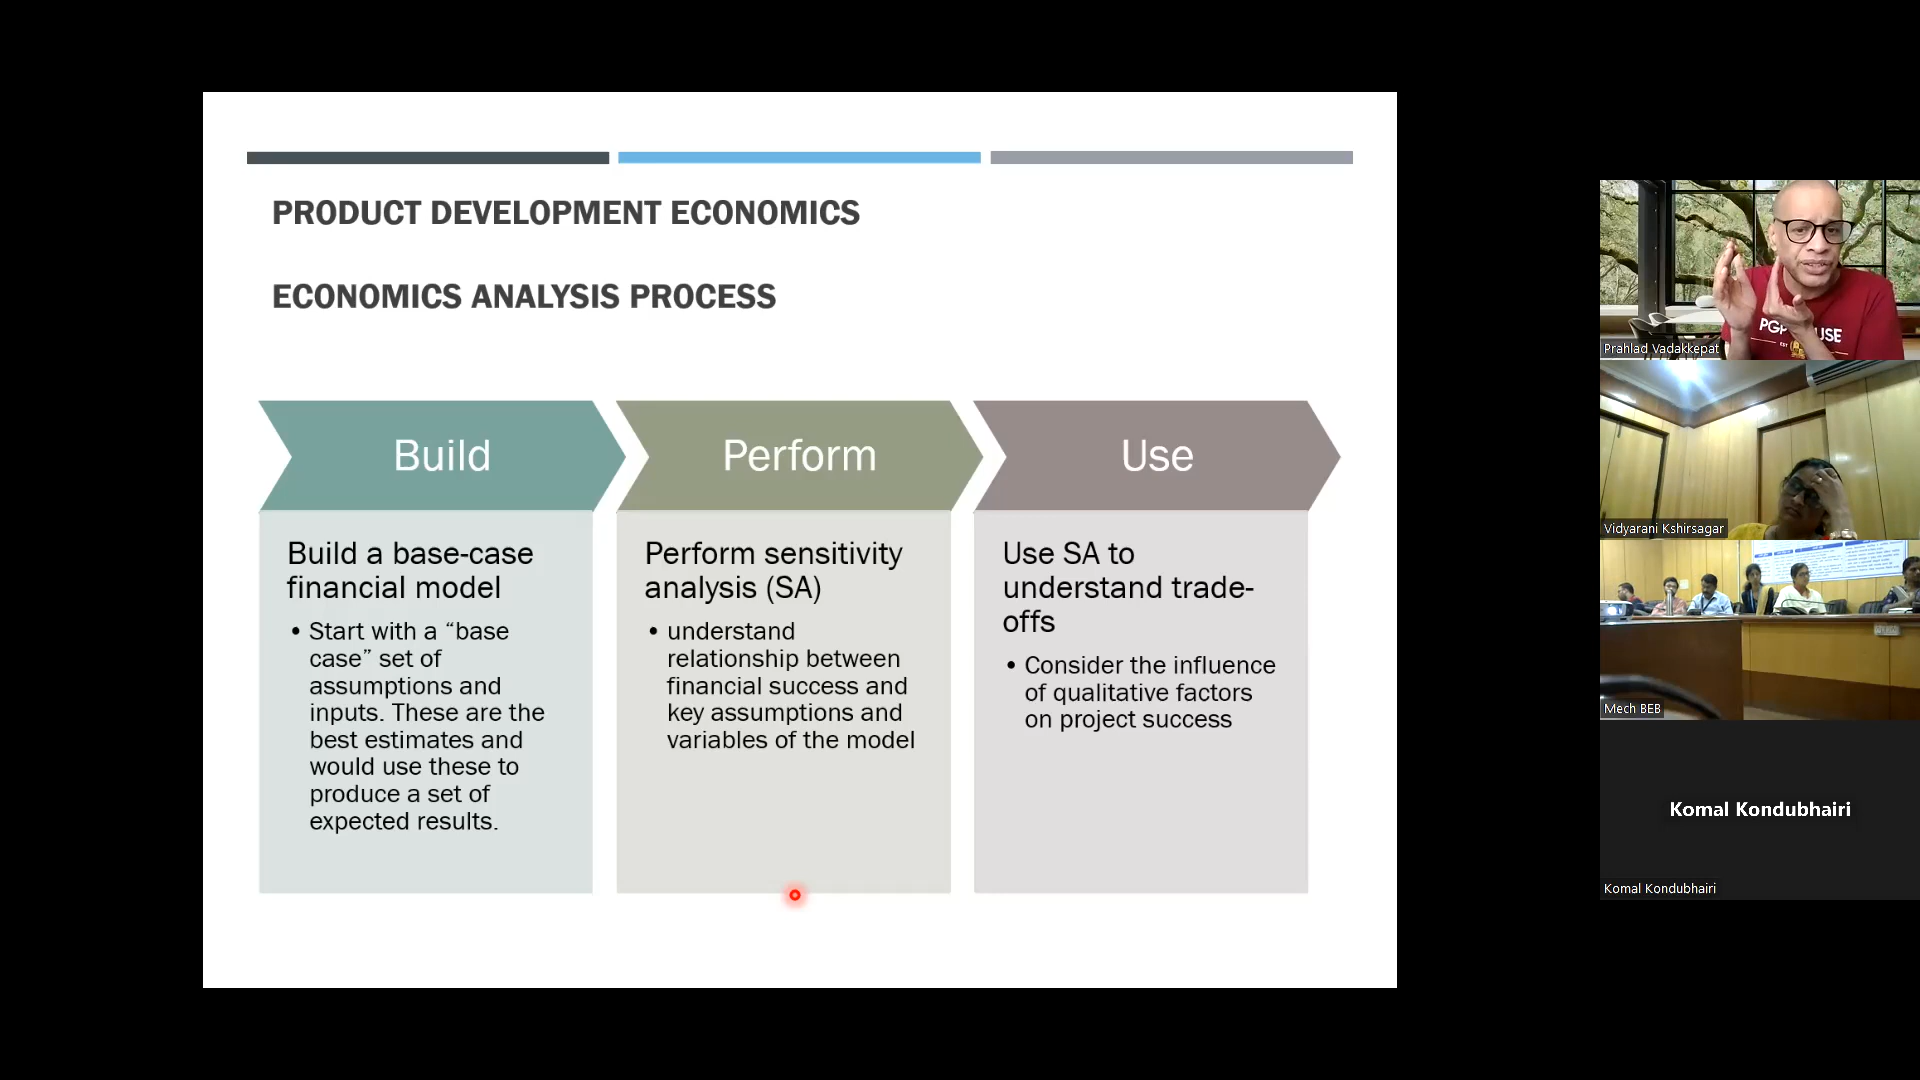 PRODUCT DEVELOPMENT ECONOMICS
ECONOMICS ANALYSIS PROCESS
Build
Build a base-case
financial model
• Start with a “base
case” set of
assumptions and
inputs. These are the
best estimates and
would use these to
produce a set of
expected results.
Perform
Perform sensitivity
analysis (SA)
• understand
relationship between
financial success and
key assumptions and
variables of the model
Use
Use SA to
understand trade-
offs
• Consider the influence
of qualitative factors
on project success
EST
Prahlad Vadakkepat
Vidyarani Kshirsagar
Mech BEB
Komal Kondubhairi
Komal Kondubhairi